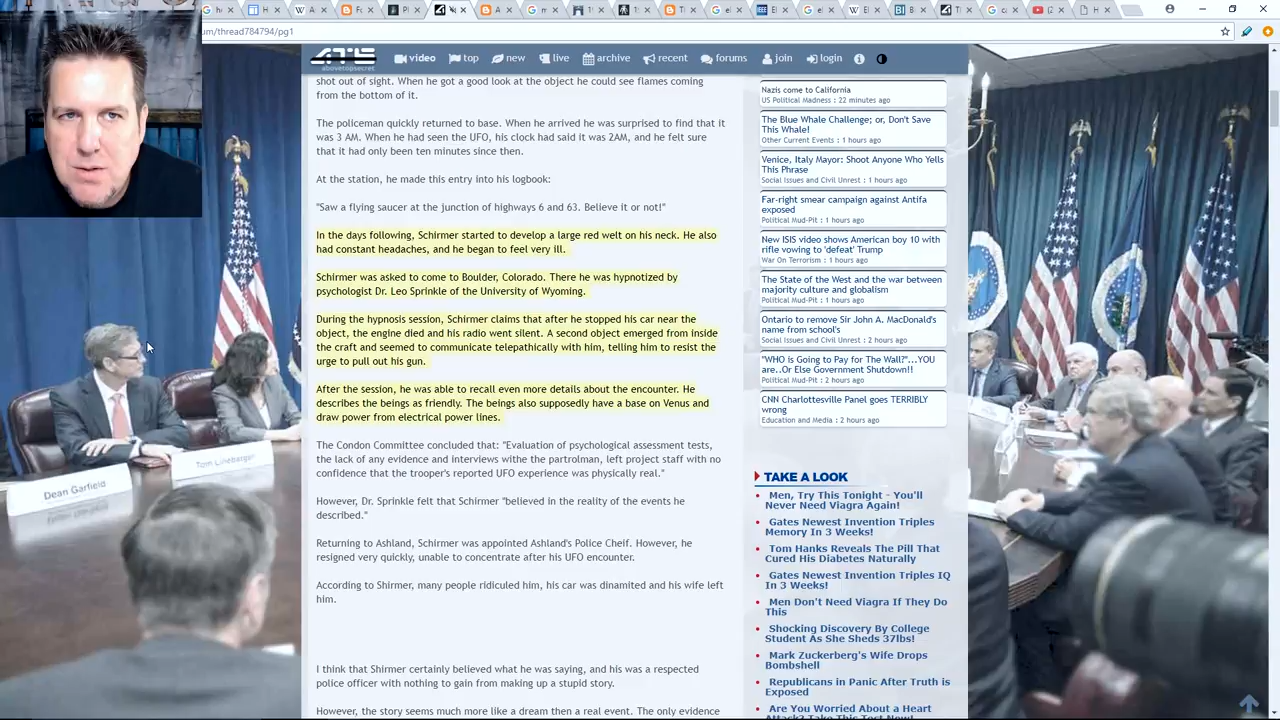 um/thread784794/pg1
ATS
abovetopsecret
video
top
new
live
archive
recent
forums
join
login
shot out of sight. When he got a good look at the object he could see flames coming
from the bottom of it.
The policeman quickly returned to base. When he arrived he was surprised to find that it
was 3 AM. When he had seen the UFO, his clock had said it was 2AM, and he felt sure
that it had only been ten minutes since then.
At the station, he made this entry into his logbook:
"Saw a flying saucer at the junction of highways 6 and 63. Believe it or not!"
In the days following, Schirmer started to develop a large red welt on his neck. He also
had constant headaches, and he began to feel very ill.
Schirmer was asked to come to Boulder, Colorado. There he was hypnotized by
psychologist Dr. Leo Sprinkle of the University of Wyoming.
During the hypnosis session, Schirmer claims that after he stopped his car near the
object, the engine died and his radio went silent. A second object emerged from inside
the craft and seemed to communicate telepathically with him, telling him to resist the
urge to pull out his gun.
After the session, he was able to recall even more details about the encounter. He
describes the beings as friendly. The beings also supposedly have a base on Venus and
draw power from electrical power lines.
The Condon Committee concluded that: "Evaluation of psychological assessment tests,
the lack of any evidence and interviews withe the partrolman, left project staff with no
confidence that the trooper's reported UFO experience was physically real."
However, Dr. Sprinkle felt that Schirmer "believed in the reality of the events he
described."
Returning to Ashland, Schirmer was appointed Ashland's Police Cheif. However, he
resigned very quickly, unable to concentrate after his UFO encounter.
According to Shirmer, many people ridiculed him, his car was dinamited and his wife left
him.
I think that Shirmer certainly believed what he was saying, and his was a respected
police officer with nothing to gain from making up a stupid story.
However, the story seems much more like a dream then a real event. The only evidence
Nazis come to California
US Political Madness : 22 minutes ago
The Blue Whale Challenge; or, Don't Save
This Whale!
Other Current Events : 1 hours ago
Venice, Italy Mayor: Shoot Anyone Who Yells
This Phrase
Social Issues and Civil Unrest : 1 hours ago
Far-right smear campaign against Antifa
exposed
Political Mud-Pit : 1 hours ago
New ISIS video shows American boy 10 with
rifle vowing to 'defeat' Trump
War On Terrorism : 1 hours ago
The State of the West and the war between
majority culture and globalism
Political Mud-Pit : 1 hours ago
Ontario to remove Sir John A. MacDonald's
name from school's
Social Issues and Civil Unrest : 2 hours ago
"WHO is Going to Pay for The Wall?"...YOU
are..Or Else Government Shutdown!!
Political Mud-Pit : 2 hours ago
CNN Charlottesville Panel goes TERRIBLY
wrong
Education and Media : 2 hours ago
TAKE A LOOK
Men, Try This Tonight - You'll
Never Need Viagra Again!
Gates Newest Invention Triples
Memory In 3 Weeks!
Tom Hanks Reveals The Pill That
Cured His Diabetes Naturally
Gates Newest Invention Triples IQ
In 3 Weeks!
Men Don't Need Viagra If They Do
This
Shocking Discovery By College
Student As She Sheds 37lbs!
Mark Zuckerberg's Wife Drops
Bombshell
Republicans in Panic After Truth is
Exposed
Are You Worried About a Heart
Attack? Take This Test Now!
Dean Garfield
Tom Linebarger